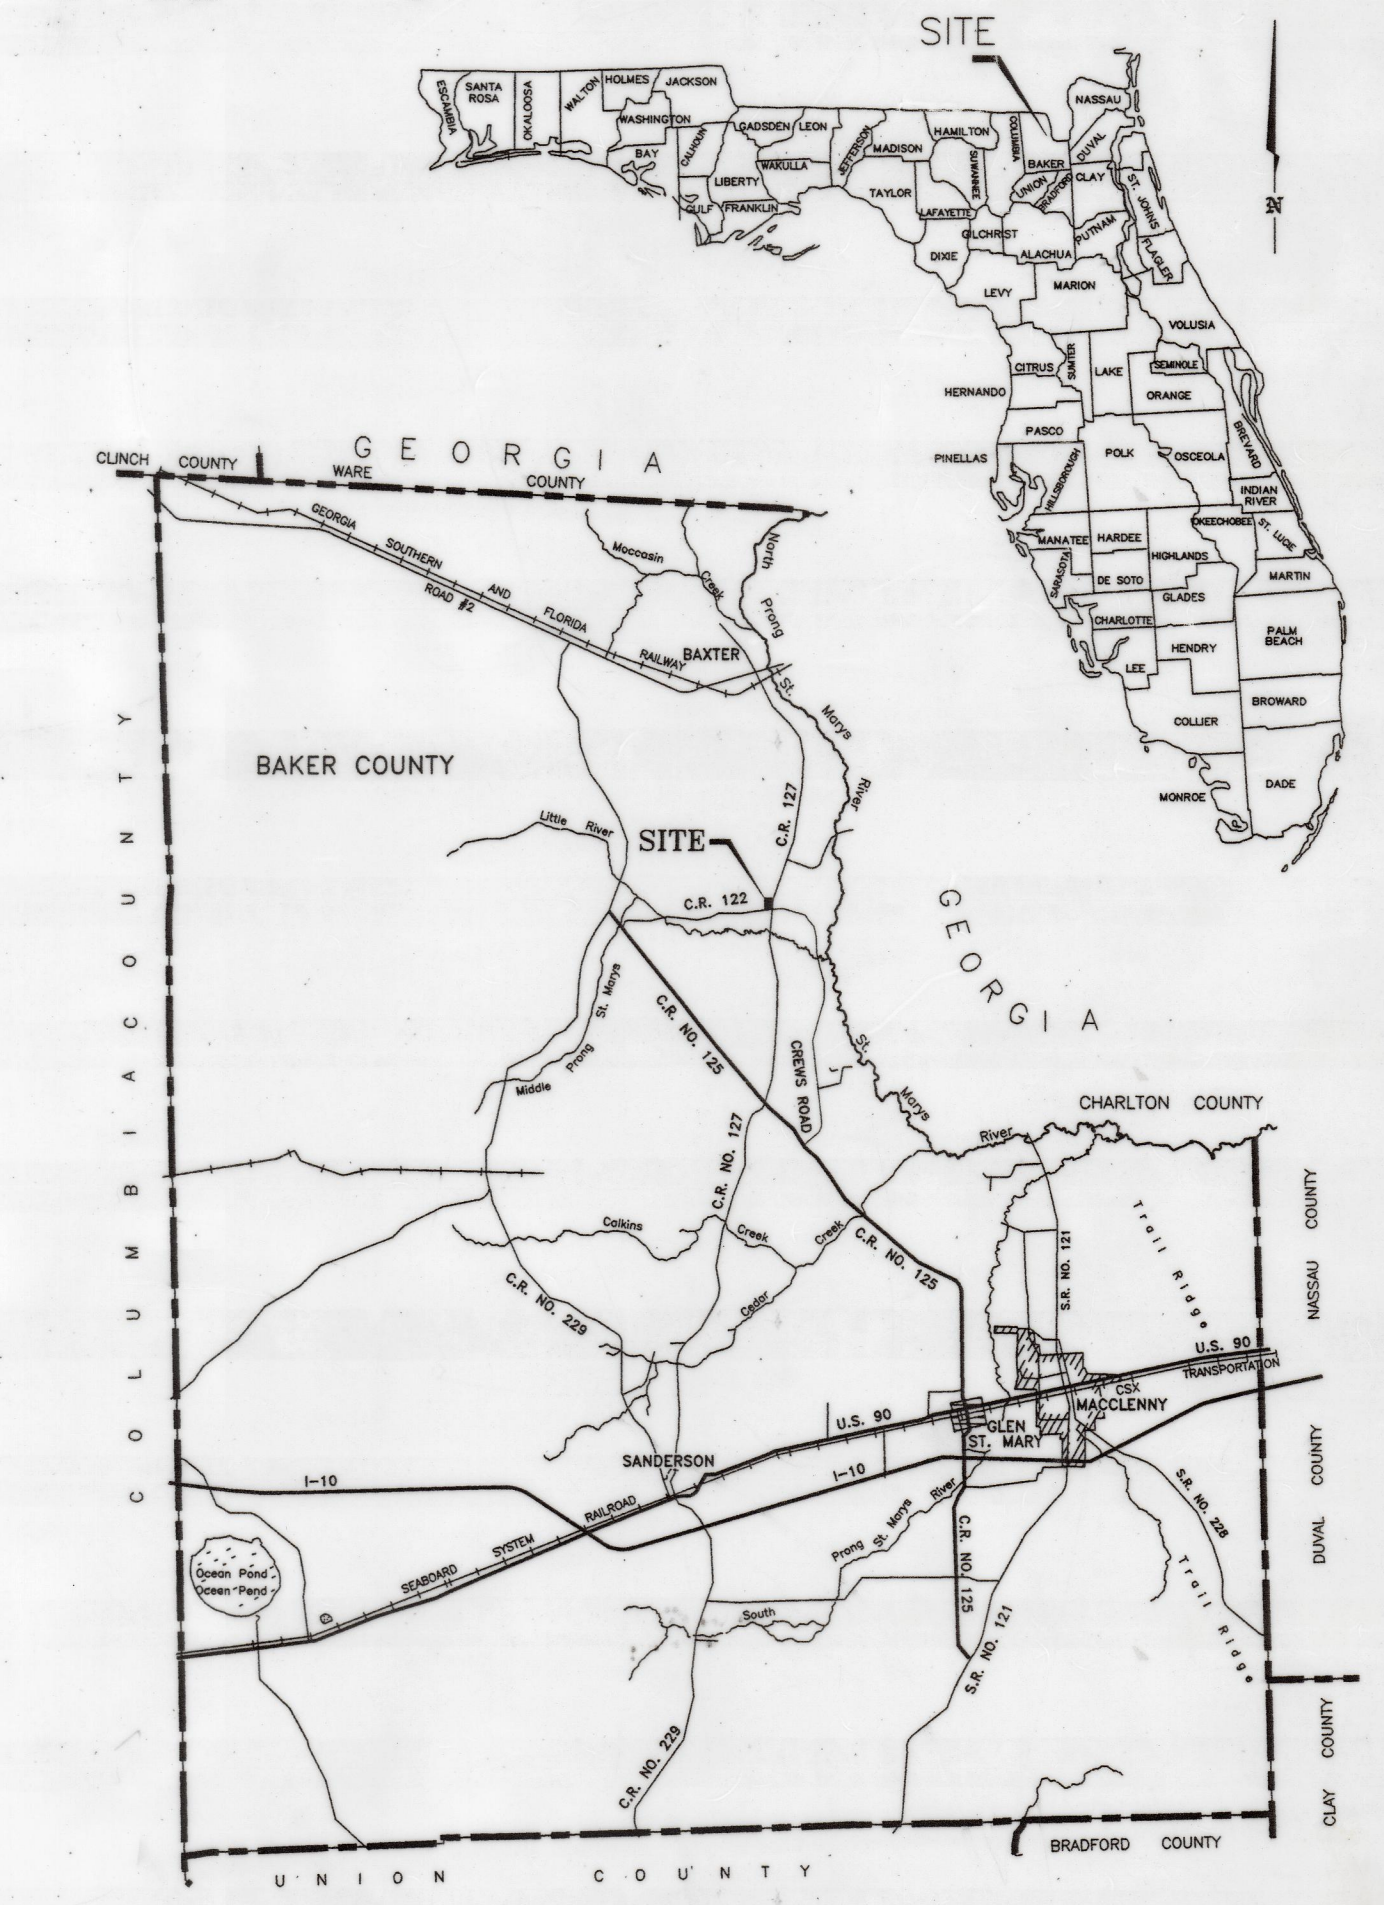 SITE
N
ESCAMBIA
SANTA
ROSA
OKALOOSA
WALTON
HOLMES
JACKSON
WASHINGTON
BAY
CALHOUN
GADSDEN
LEON
LIBERTY
WAKULLA
GULF
FRANKLIN
JEFFERSON
MADISON
TAYLOR
HAMILTON
SUWANNEE
LAFAYETTE
DIXIE
COLUMBIA
BAKER
NASSAU
DUVAL
UNION
BRADFORD
CLAY
ST. JOHNS
GILCHRIST
ALACHUA
PUTNAM
FLAGLER
LEVY
MARION
VOLUSIA
CITRUS
SUMTER
LAKE
SEMINOLE
ORANGE
HERNANDO
PASCO
PINELLAS
HILLSBOROUGH
POLK
OSCEOLA
BREVARD
INDIAN
RIVER
MANATEE
HARDEE
OKEECHOBEE
ST. LUCIE
HIGHLANDS
SARASOTA
DE SOTO
MARTIN
GLADES
CHARLOTTE
PALM
BEACH
LEE
HENDRY
BROWARD
COLLIER
DADE
MONROE
GEORGIA
CLINCH COUNTY
WARE COUNTY
GEORGIA SOUTHERN AND FLORIDA RAILWAY
ROAD #2
Moccasin Creek
North Prong St. Marys River
BAXTER
BAKER COUNTY
COLUMBIA COUNTY
Little River
SITE
C.R. 127
C.R. 122
GEORGIA
St. Marys
Middle Prong
C.R. NO. 125
CREWS ROAD
St. Marys River
CHARLTON COUNTY
C.R. NO. 127
Calkins Creek
Cedar Creek
C.R. NO. 125
C.R. NO. 229
S.R. NO. 121
Trail Ridge
NASSAU COUNTY
U.S. 90
CSX TRANSPORTATION
MACCLENNY
GLEN
ST. MARY
U.S. 90
SANDERSON
I-10
I-10
Ocean Pond
Ocean Pond
SEABOARD SYSTEM RAILROAD
South Prong St. Marys River
C.R. NO. 125
S.R. NO. 121
S.R. NO. 228
Trail Ridge
DUVAL COUNTY
C.R. NO. 229
CLAY COUNTY
BRADFORD COUNTY
UNION COUNTY